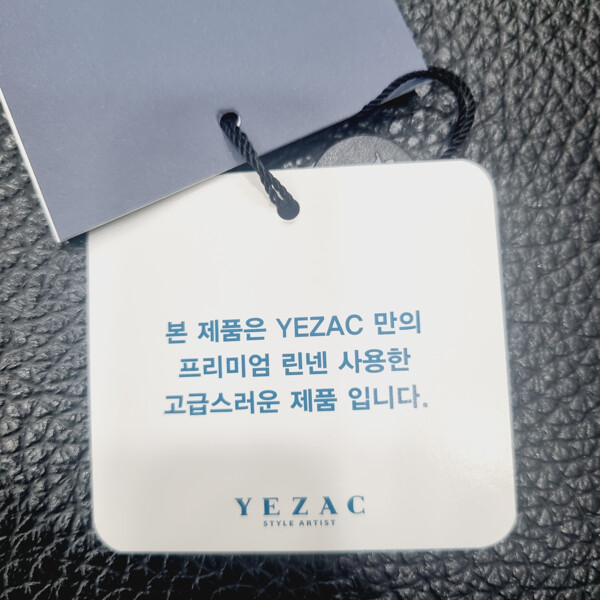 본 제품은 YEZAC 만의
프리미엄 린넨 사용한
고급스러운 제품 입니다.
YEZAC
STYLE ARTIST